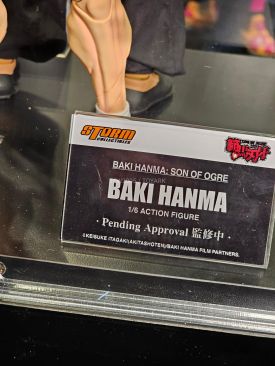 STORM
COLLECTIBLES
BAKI HANMA: SON OF OGRE
BAKI HANMA
1/6 ACTION FIGURE
· Pending Approval 監修中 ·
©KEISUKE ITAGAKI(AKITASHOTEN)/BAKI HANMA FILM PARTNERS.